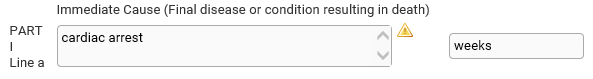 Immediate Cause (Final disease or condition resulting in death)
PART
I
Line a
cardiac arrest
weeks